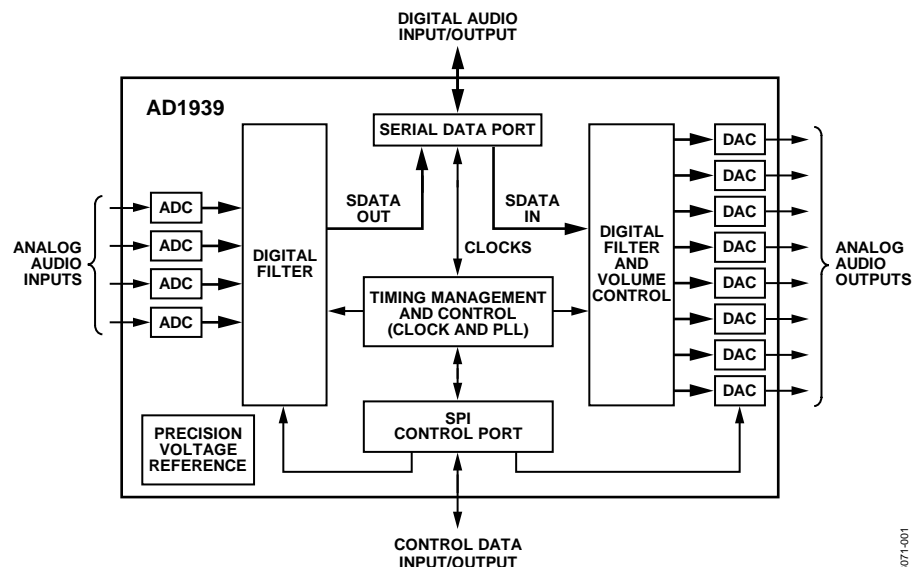 DIGITAL AUDIO
INPUT/OUTPUT
AD1939
SERIAL DATA PORT
SDATA
OUT
SDATA
IN
CLOCKS
ANALOG
AUDIO
INPUTS
ADC
ADC
ADC
ADC
DIGITAL
FILTER
TIMING MANAGEMENT
AND CONTROL
(CLOCK AND PLL)
DIGITAL
FILTER
AND
VOLUME
CONTROL
DAC
DAC
DAC
DAC
DAC
DAC
DAC
DAC
ANALOG
AUDIO
OUTPUTS
PRECISION
VOLTAGE
REFERENCE
SPI
CONTROL PORT
CONTROL DATA
INPUT/OUTPUT